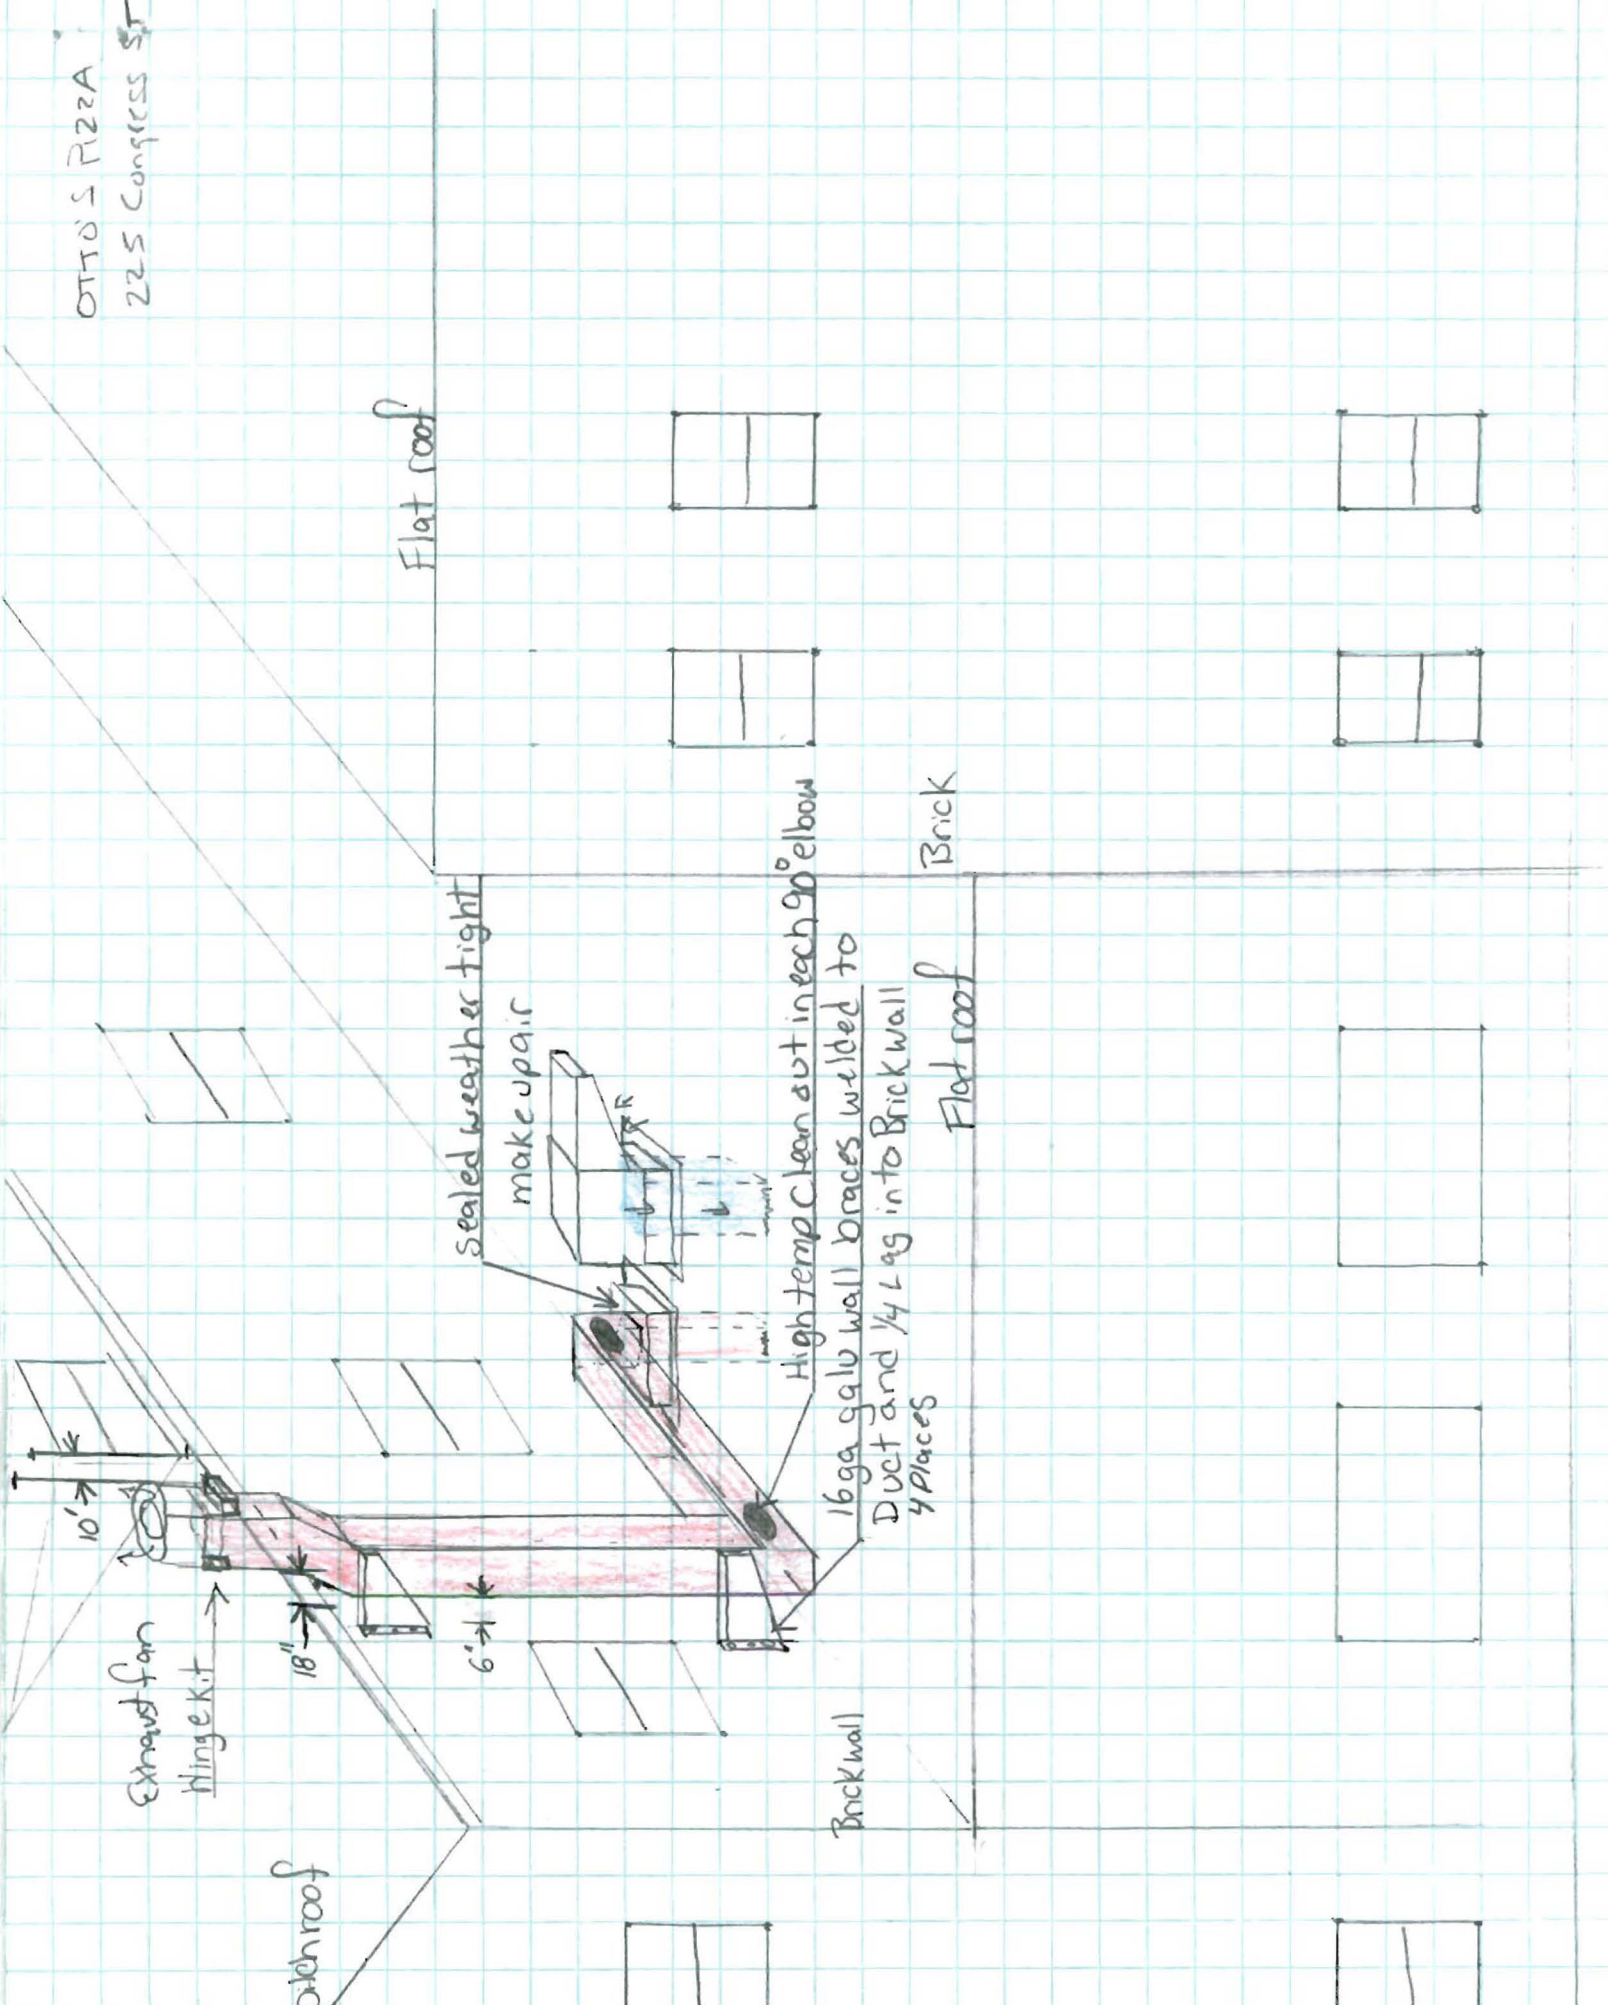 OTTO'S PIZZA
225 Congress ST
Flat roof
Sealed weather tight
make up air
High temp Clean out in each 90° elbow
16ga galv wall braces welded to
Duct and 1/4 Lag into Brick wall
4 Places
Brick
Flat roof
10'
Exhaust fan
Hinge Kit
18"
6"
Brick wall
pitch roof